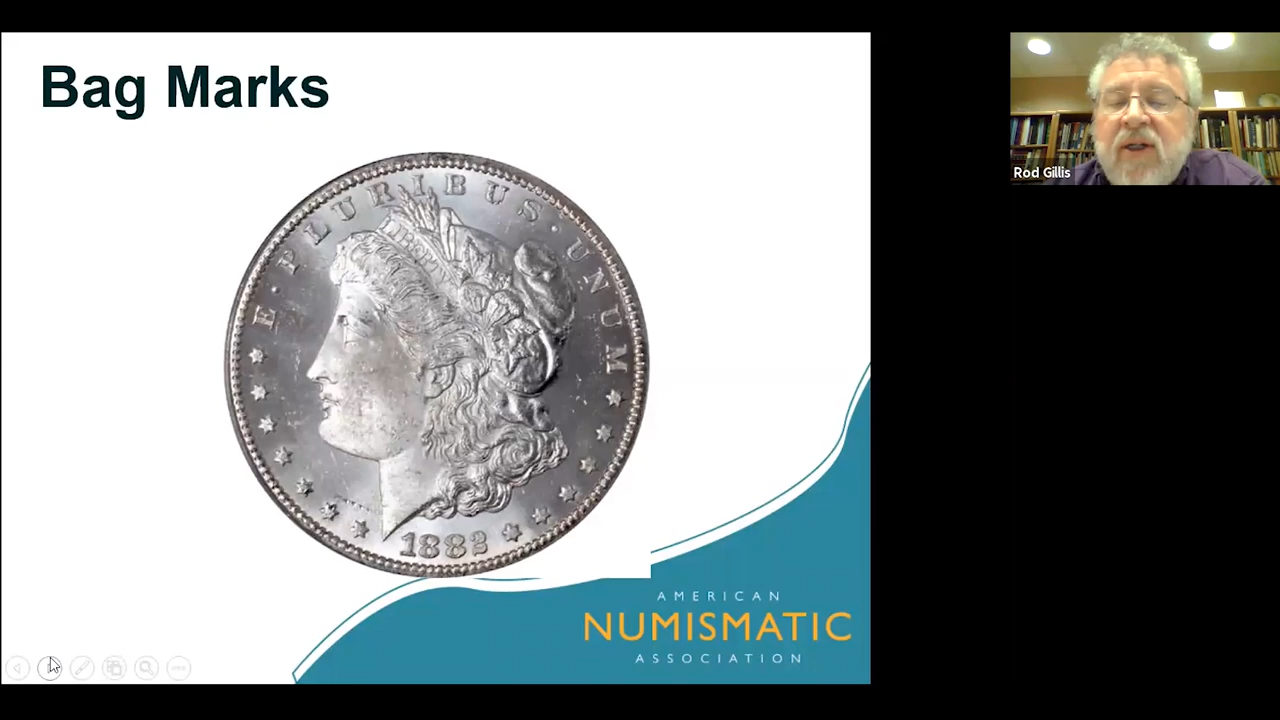 Bag Marks
Rod Gillis
E · PLURIBUS · UNUM
LIBERTY
1882
AMERICAN
NUMISMATIC
ASSOCIATION